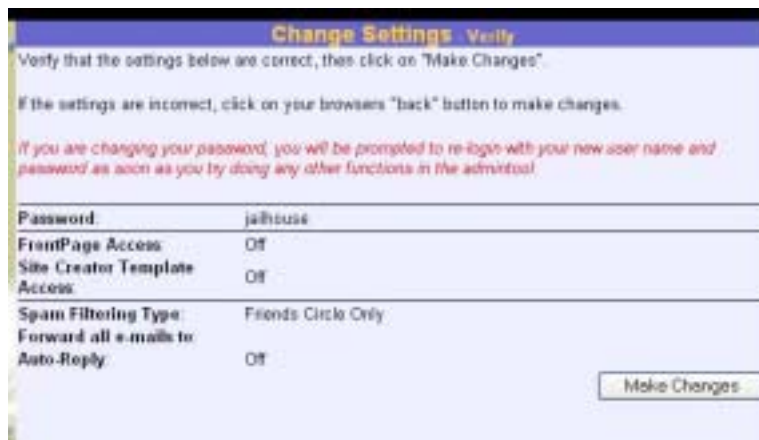 Change Settings - Verify
Verify that the settings below are correct, then click on "Make Changes".
If the settings are incorrect, click on your browsers "back" button to make changes.
If you are changing your password, you will be prompted to re-login with your new user name and
password as soon as you try doing any other functions in the admintool
Password: jailhouse
FrontPage Access: Off
Site Creator Template
Access: Off
Spam Filtering Type: Friends Circle Only
Forward all e-mails to:
Auto-Reply: Off
Make Changes